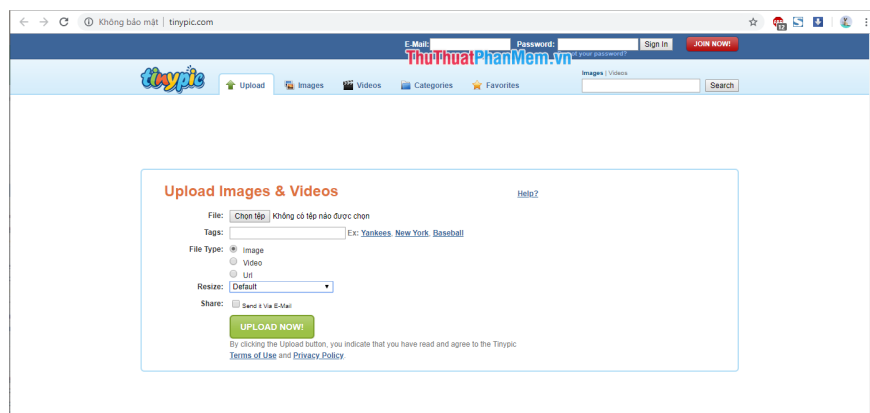 Không bảo mật | tinypic.com
E-Mail: Password: Sign In JOIN NOW!
ThuThuatPhanMem.vn
your password?
tinypic
Upload Images Videos Categories Favorites
Images | Videos
Search
Upload Images & Videos
Help?
File: Chọn tệp Không có tệp nào được chọn
Tags: Ex: Yankees, New York, Baseball
File Type: Image
Video
Url
Resize: Default
Share: Send it Via E-Mail
UPLOAD NOW!
By clicking the Upload button, you indicate that you have read and agree to the Tinypic
Terms of Use and Privacy Policy.